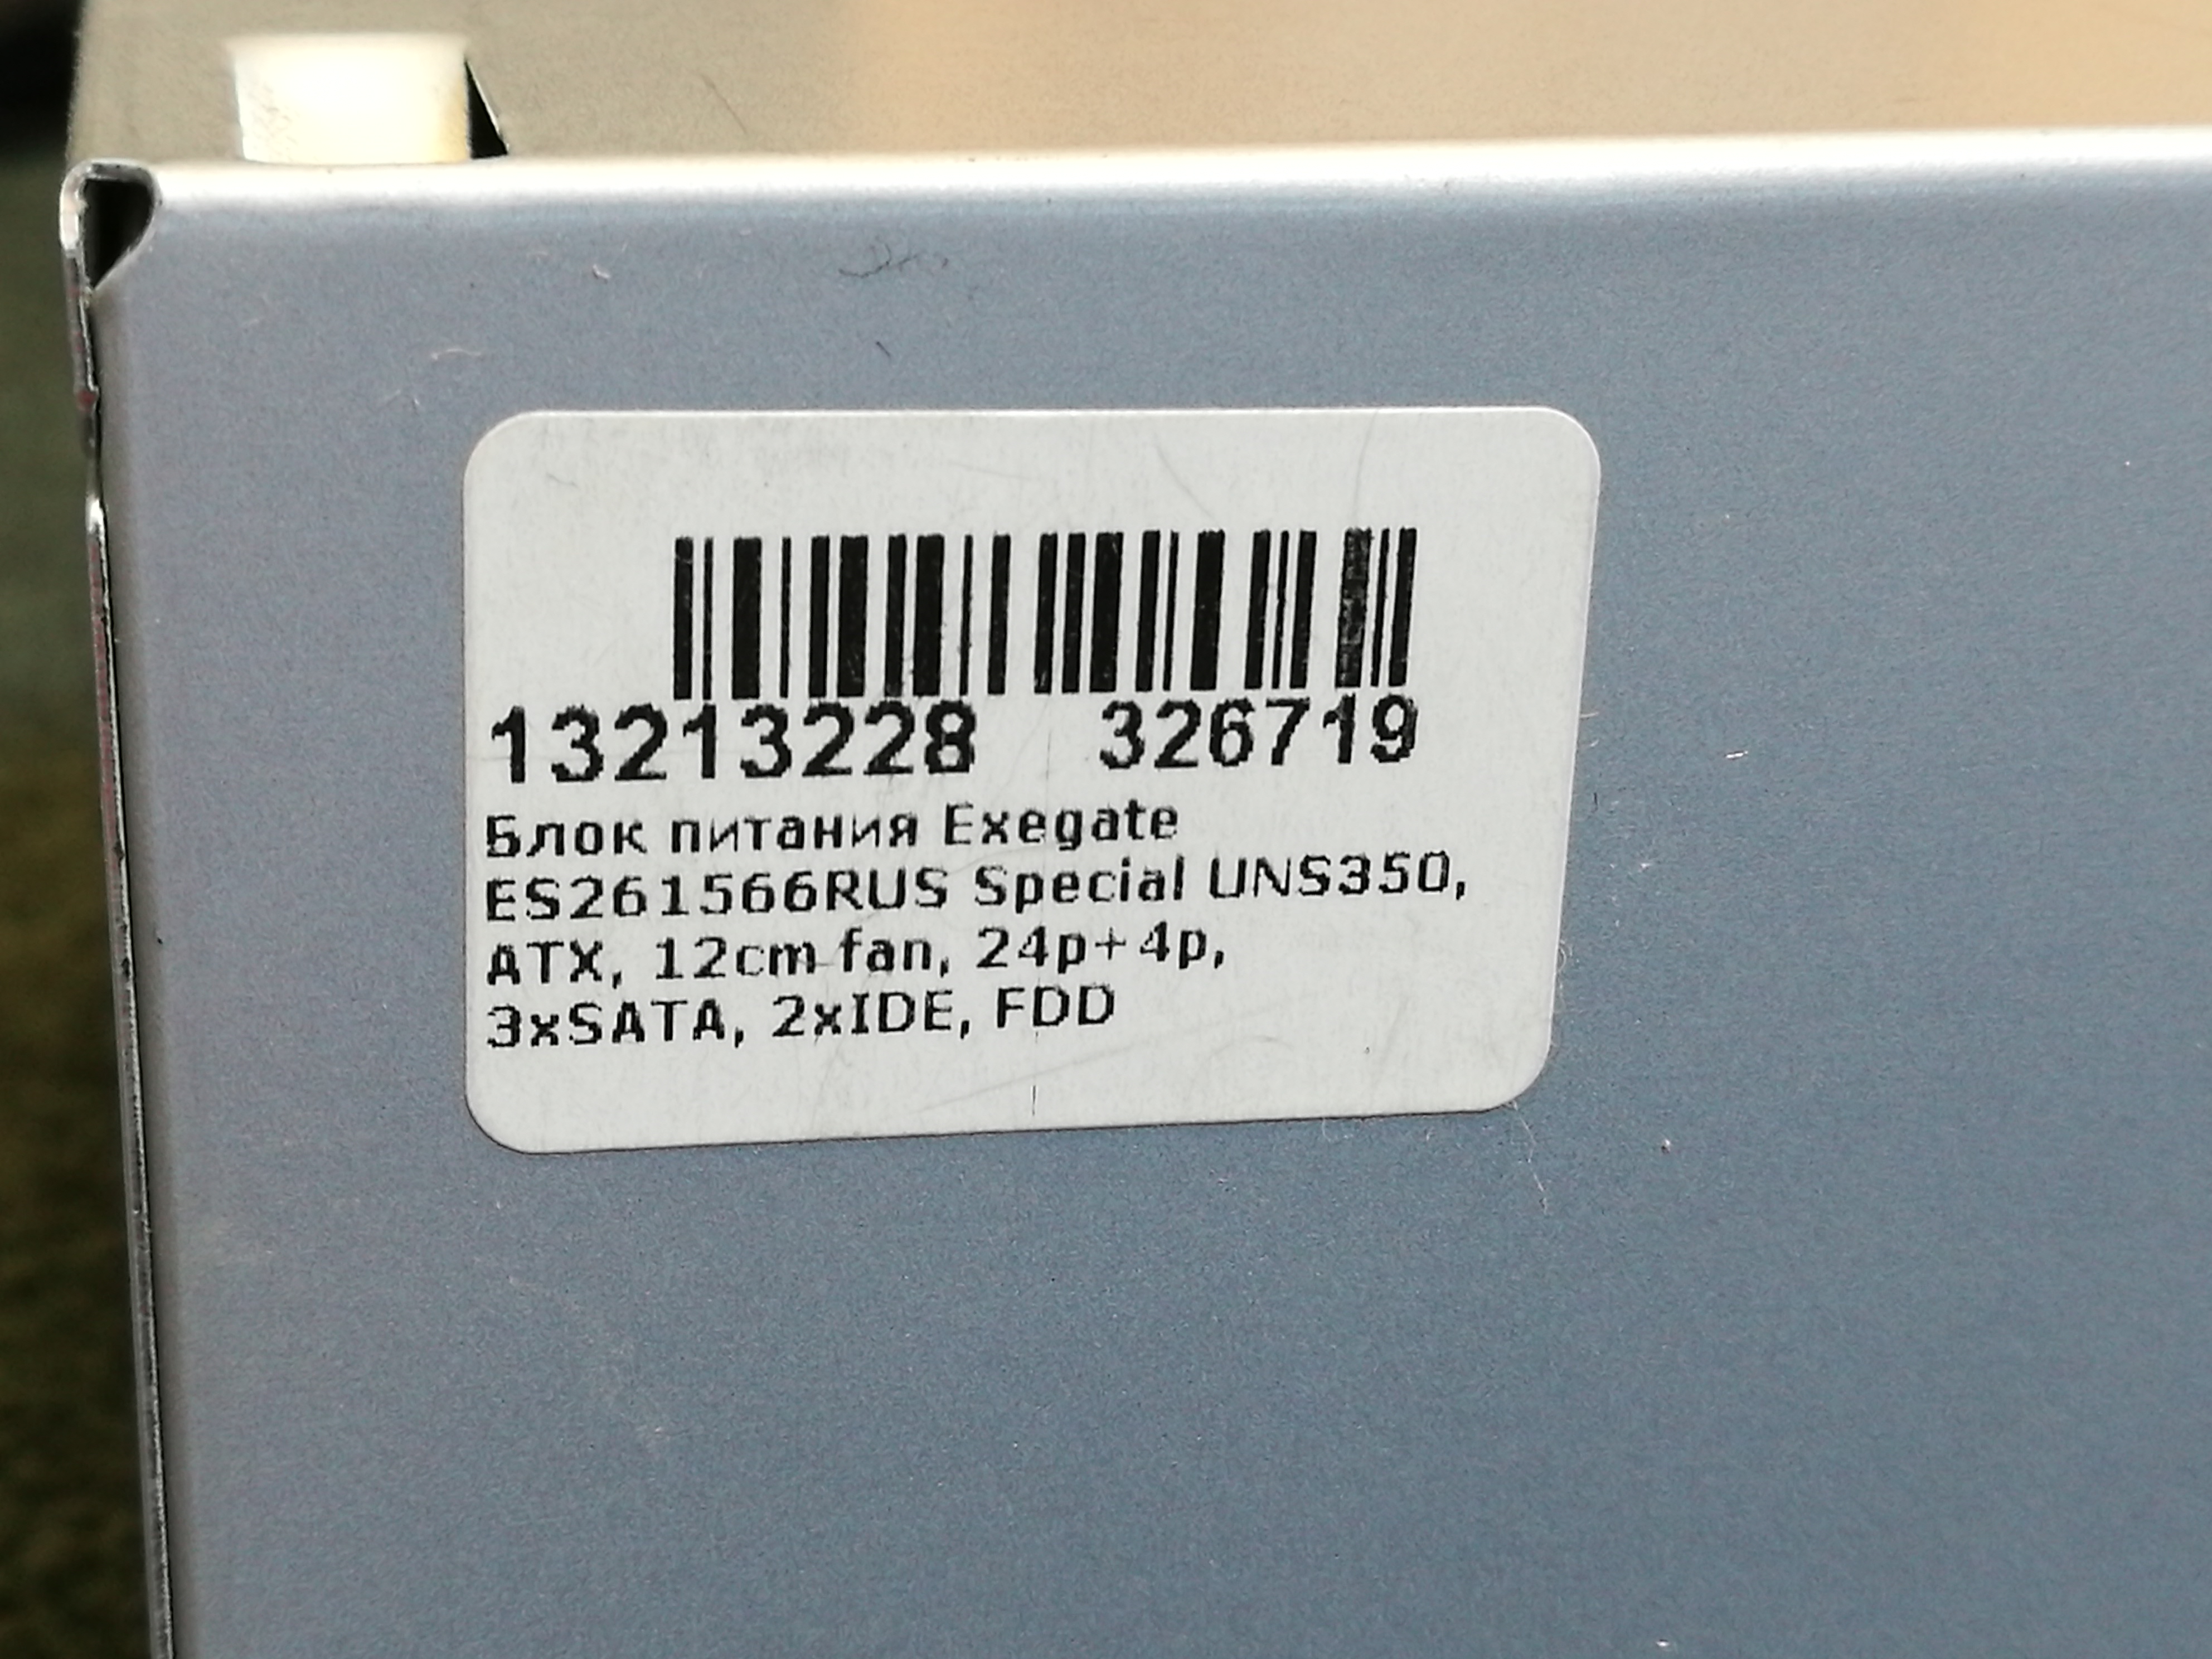 13213228 326719
Блок питания Exegate
ES261566RUS Special UNS350,
ATX, 12cm fan, 24p+4p,
3xSATA, 2xIDE, FDD